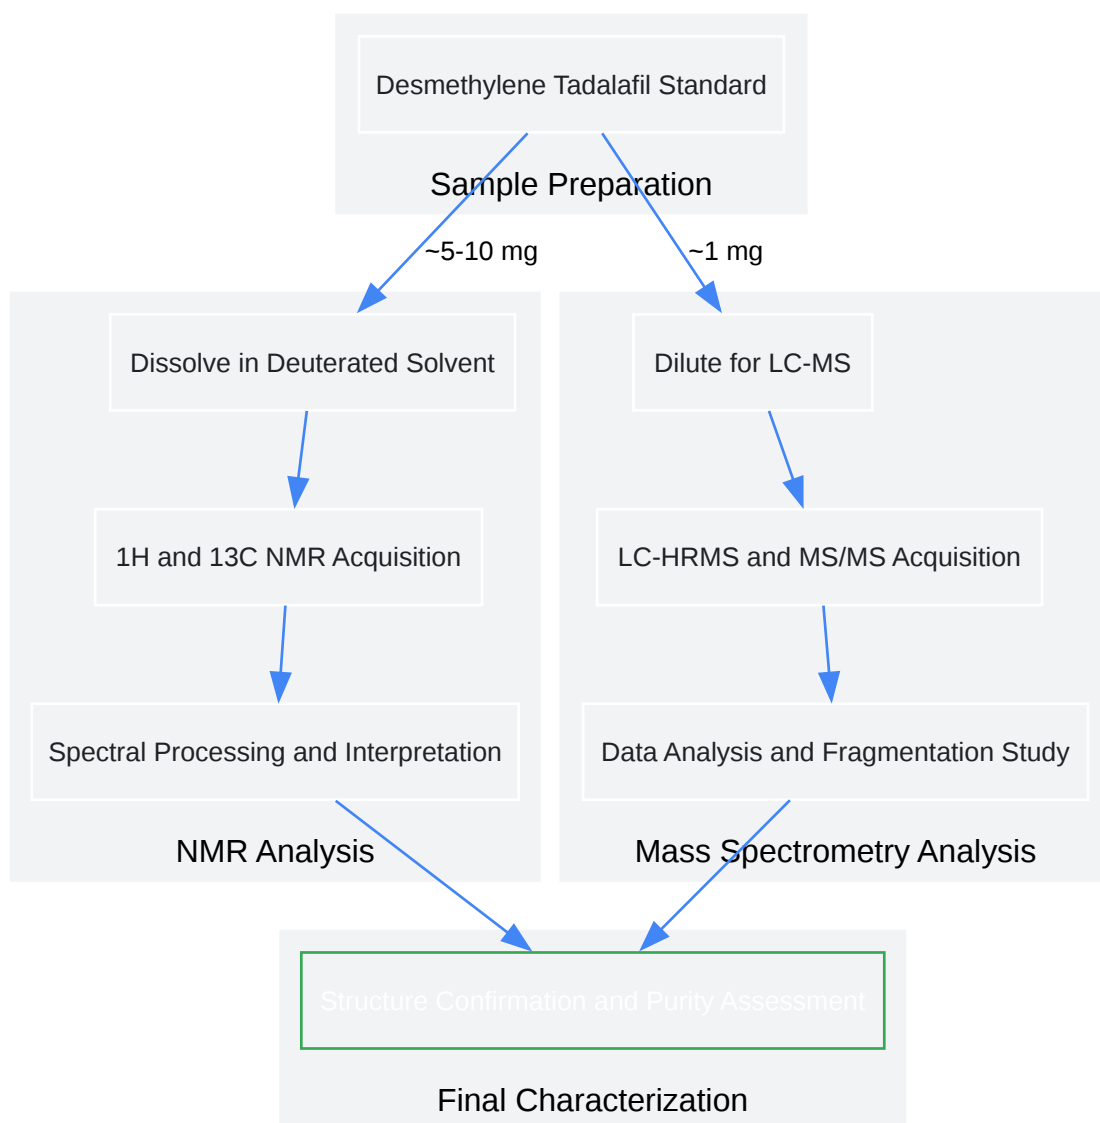 Desmethylene Tadalafil Standard
Sample Preparation
~5-10 mg
~1 mg
Dissolve in Deuterated Solvent
Dilute for LC-MS
1H and 13C NMR Acquisition
LC-HRMS and MS/MS Acquisition
Spectral Processing and Interpretation
Data Analysis and Fragmentation Study
NMR Analysis
Mass Spectrometry Analysis
Structure Confirmation and Purity Assessment
Final Characterization